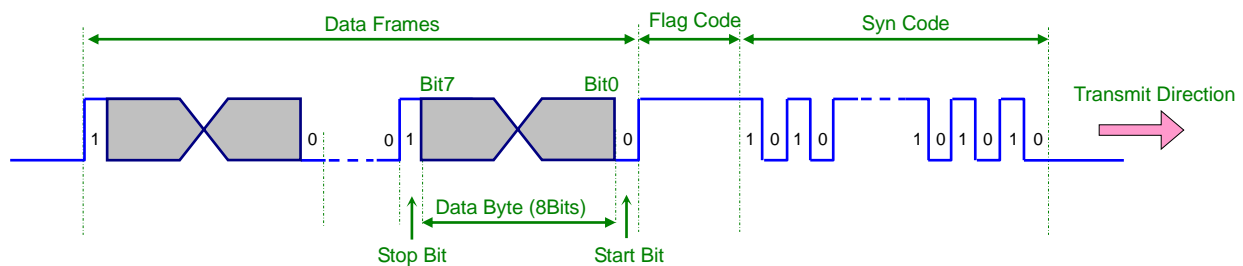 Data Frames Flag Code Syn Code
Bit7 Bit0 Transmit Direction
1 0 0 1 0 1 0 1 0 1 0 1 0 1 0
Data Byte (8Bits)
Stop Bit Start Bit